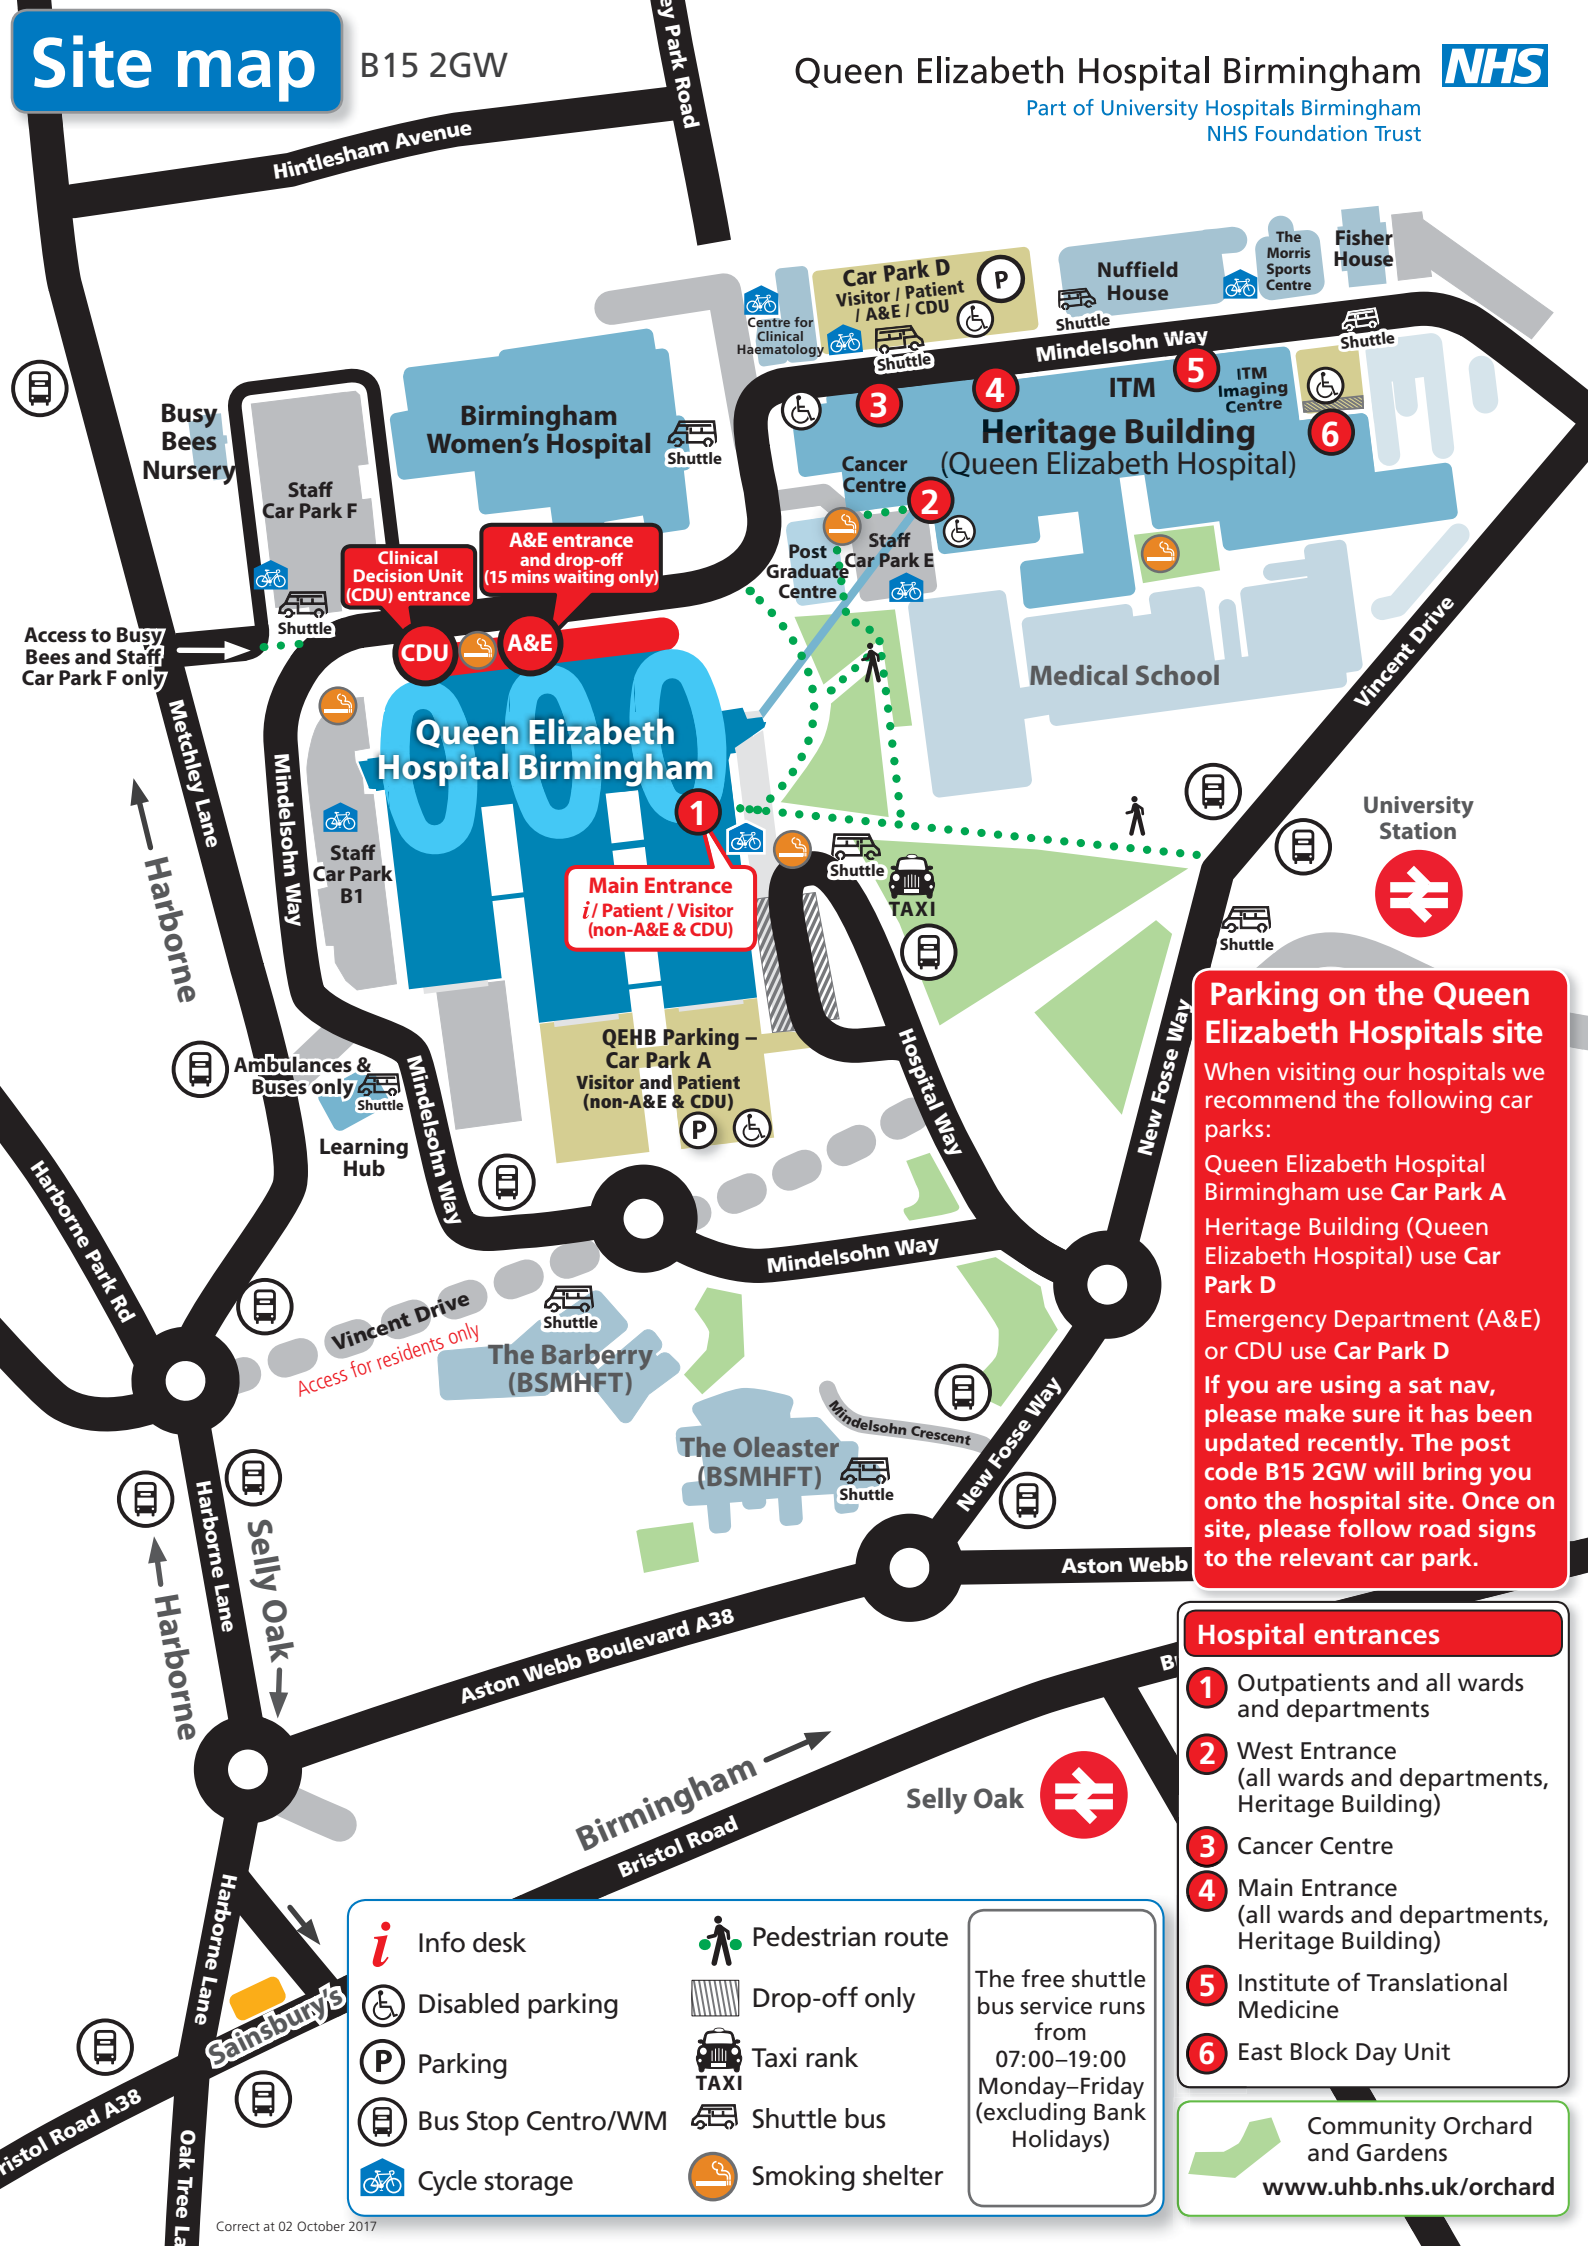 Site map
B15 2GW
Queen Elizabeth Hospital Birmingham
NHS
Part of University Hospitals Birmingham
NHS Foundation Trust
ey Park Road
Hintlesham Avenue
Car Park D
Visitor / Patient
/ A&E / CDU
P
Nuffield
House
The
Morris
Sports
Centre
Fisher
House
Centre for
Clinical
Haematology
Shuttle
Shuttle
Shuttle
Mindelsohn Way
Busy
Bees
Nursery
Birmingham
Women's Hospital
Shuttle
3
4
5
ITM
ITM
Imaging
Centre
6
Heritage Building
(Queen Elizabeth Hospital)
Cancer
Centre
2
Staff
Car Park F
Clinical
Decision Unit
(CDU) entrance
A&E entrance
and drop-off
(15 mins waiting only)
Post
Graduate
Centre
Staff
Car Park E
Shuttle
CDU
A&E
Access to Busy
Bees and Staff
Car Park F only
Medical School
Vincent Drive
Metchley Lane
Mindelsohn Way
Queen Elizabeth
Hospital Birmingham
1
Harborne
Staff
Car Park
B1
Main Entrance
i / Patient / Visitor
(non-A&E & CDU)
Shuttle
TAXI
University
Station
Shuttle
Ambulances &
Buses only
Shuttle
Learning
Hub
Mindelsohn Way
QEHB Parking –
Car Park A
Visitor and Patient
(non-A&E & CDU)
P
Hospital Way
New Fosse Way
Parking on the Queen
Elizabeth Hospitals site
When visiting our hospitals we
recommend the following car
parks:
Queen Elizabeth Hospital
Birmingham use Car Park A
Heritage Building (Queen
Elizabeth Hospital) use Car
Park D
Emergency Department (A&E)
or CDU use Car Park D
If you are using a sat nav,
please make sure it has been
updated recently. The post
code B15 2GW will bring you
onto the hospital site. Once on
site, please follow road signs
to the relevant car park.
Harborne Park Rd
Mindelsohn Way
Vincent Drive
Access for residents only
Shuttle
The Barberry
(BSMHFT)
The Oleaster
(BSMHFT)
Shuttle
Mindelsohn Crescent
New Fosse Way
Harborne Lane
Selly Oak
Harborne
Aston Webb
Aston Webb Boulevard A38
B
Birmingham
Bristol Road
Selly Oak
Hospital entrances
1 Outpatients and all wards
and departments
2 West Entrance
(all wards and departments,
Heritage Building)
3 Cancer Centre
4 Main Entrance
(all wards and departments,
Heritage Building)
5 Institute of Translational
Medicine
6 East Block Day Unit
Harborne Lane
Sainsbury's
ristol Road A38
Oak Tree La
i Info desk
Disabled parking
P Parking
Bus Stop Centro/WM
Cycle storage
Pedestrian route
Drop-off only
TAXI Taxi rank
Shuttle bus
Smoking shelter
The free shuttle
bus service runs
from
07:00–19:00
Monday–Friday
(excluding Bank
Holidays)
Community Orchard
and Gardens
www.uhb.nhs.uk/orchard
Correct at 02 October 2017